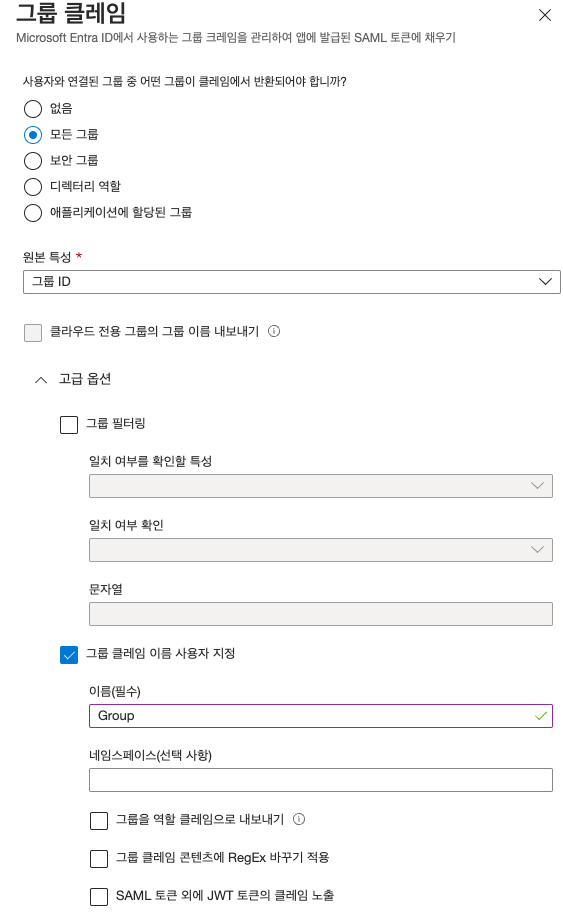 그룹 클레임
Microsoft Entra ID에서 사용하는 그룹 크레임을 관리하여 앱에 발급된 SAML 토큰에 채우기
사용자와 연결된 그룹 중 어떤 그룹이 클레임에서 반환되어야 합니까?
없음
모든 그룹
보안 그룹
디렉터리 역할
애플리케이션에 할당된 그룹
원본 특성 *
그룹 ID
클라우드 전용 그룹의 그룹 이름 내보내기
고급 옵션
그룹 필터링
일치 여부를 확인할 특성
일치 여부 확인
문자열
그룹 클레임 이름 사용자 지정
이름(필수)
Group
네임스페이스(선택 사항)
그룹을 역할 클레임으로 내보내기
그룹 클레임 콘텐츠에 RegEx 바꾸기 적용
SAML 토큰 외에 JWT 토큰의 클레임 노출